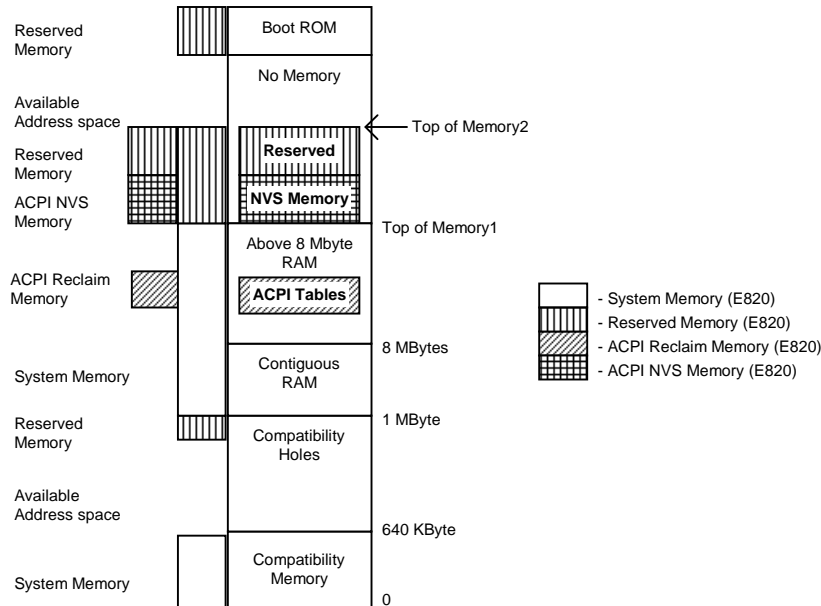 Reserved
Memory
Boot ROM
No Memory
Available
Address space
Top of Memory2
Reserved
Memory
Reserved
ACPI NVS
Memory
NVS Memory
Top of Memory1
Above 8 Mbyte
RAM
ACPI Reclaim
Memory
ACPI Tables
8 MBytes
System Memory
Contiguous
RAM
1 MByte
Reserved
Memory
Compatibility
Holes
Available
Address space
640 KByte
System Memory
Compatibility
Memory
0
- System Memory (E820)
- Reserved Memory (E820)
- ACPI Reclaim Memory (E820)
- ACPI NVS Memory (E820)